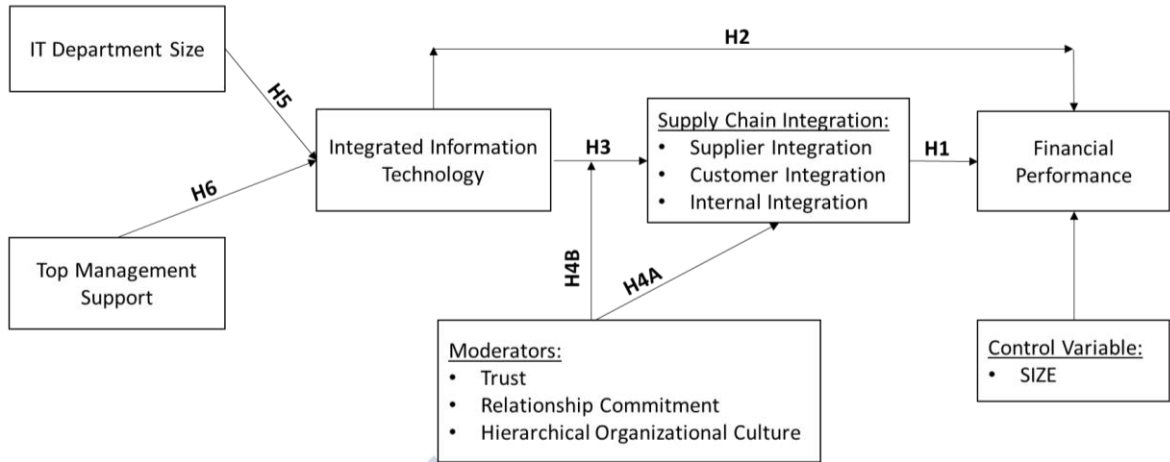 IT Department Size
H5
H6
Top Management
Support
Integrated Information
Technology
H2
H3
Supply Chain Integration:
• Supplier Integration
• Customer Integration
• Internal Integration
H1
Financial
Performance
H4B
H4A
Moderators:
• Trust
• Relationship Commitment
• Hierarchical Organizational Culture
Control Variable:
• SIZE